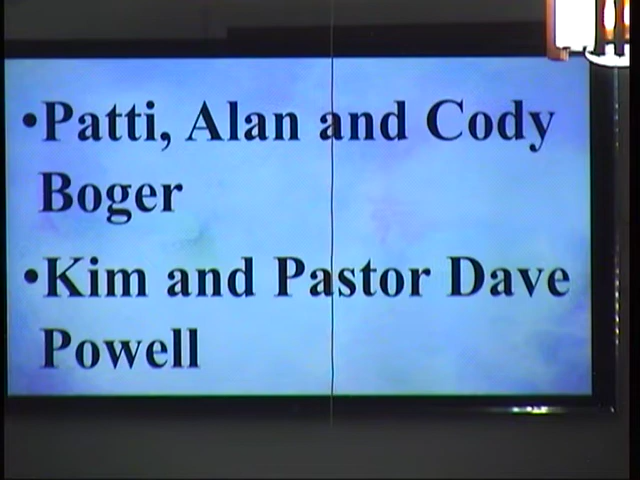 •Patti, Alan and Cody
Boger
•Kim and Pastor Dave
Powell